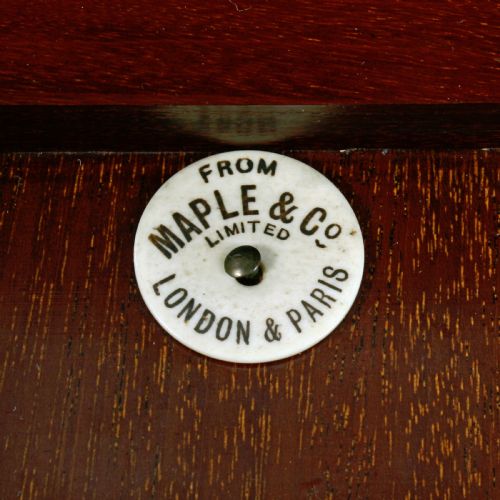 FROM
MAPLE & Co
LIMITED
LONDON & PARIS